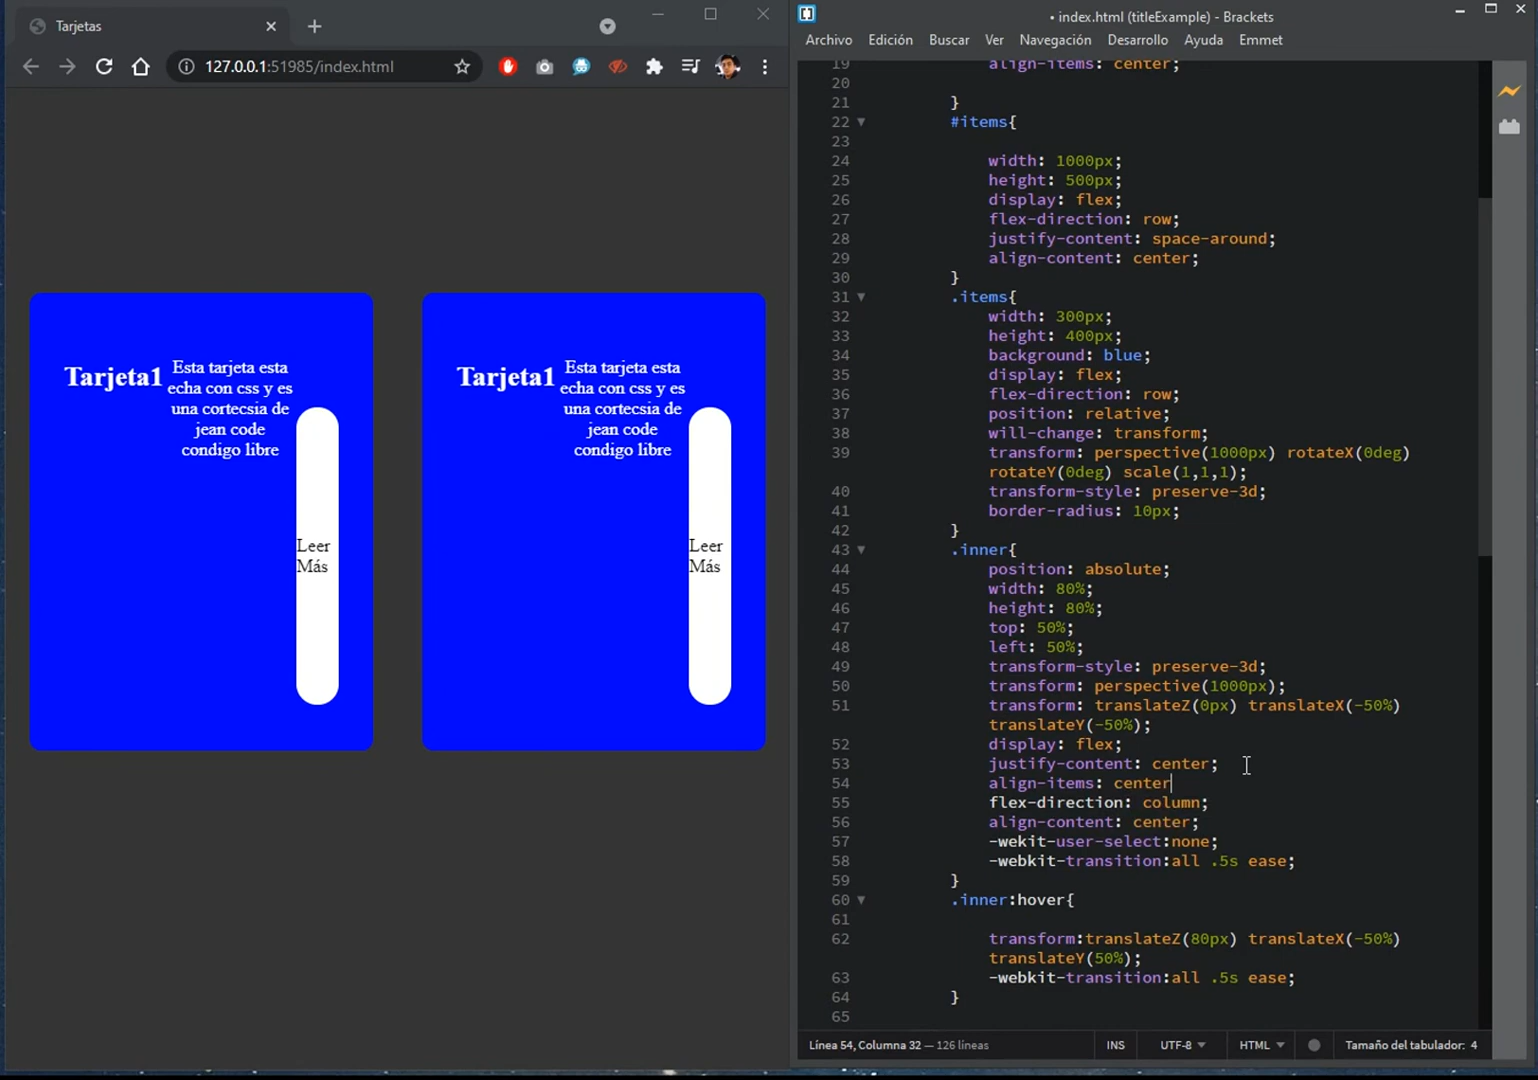 Tarjetas
127.0.0.1:51985/index.html
Tarjeta1
Esta tarjeta esta
echa con css y es
una cortecsia de
jean code
condigo libre
Leer
Más
Tarjeta1
Esta tarjeta esta
echa con css y es
una cortecsia de
jean code
condigo libre
Leer
Más
• index.html (titleExample) - Brackets
Archivo Edición Buscar Ver Navegación Desarrollo Ayuda Emmet
19 align-items: center;
20
21 }
22 #items{
23
24 width: 1000px;
25 height: 500px;
26 display: flex;
27 flex-direction: row;
28 justify-content: space-around;
29 align-content: center;
30 }
31 .items{
32 width: 300px;
33 height: 400px;
34 background: blue;
35 display: flex;
36 flex-direction: row;
37 position: relative;
38 will-change: transform;
39 transform: perspective(1000px) rotateX(0deg)
rotateY(0deg) scale(1,1,1);
40 transform-style: preserve-3d;
41 border-radius: 10px;
42 }
43 .inner{
44 position: absolute;
45 width: 80%;
46 height: 80%;
47 top: 50%;
48 left: 50%;
49 transform-style: preserve-3d;
50 transform: perspective(1000px);
51 transform: translateZ(0px) translateX(-50%)
translateY(-50%);
52 display: flex;
53 justify-content: center;
54 align-items: center
55 flex-direction: column;
56 align-content: center;
57 -wekit-user-select:none;
58 -webkit-transition:all .5s ease;
59 }
60 .inner:hover{
61
62 transform:translateZ(80px) translateX(-50%)
translateY(50%);
63 -webkit-transition:all .5s ease;
64 }
65
Línea 54, Columna 32 — 126 líneas INS UTF-8 HTML Tamaño del tabulador: 4